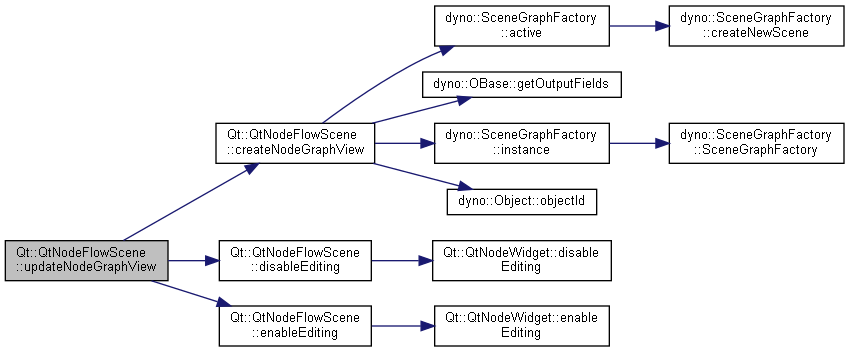 dyno::SceneGraphFactory
::active
dyno::SceneGraphFactory
::createNewScene
dyno::OBase::getOutputFields
Qt::QtNodeFlowScene
::createNodeGraphView
dyno::SceneGraphFactory
::instance
dyno::SceneGraphFactory
::SceneGraphFactory
dyno::Object::objectId
Qt::QtNodeFlowScene
::updateNodeGraphView
Qt::QtNodeFlowScene
::disableEditing
Qt::QtNodeWidget::disable
Editing
Qt::QtNodeFlowScene
::enableEditing
Qt::QtNodeWidget::enable
Editing